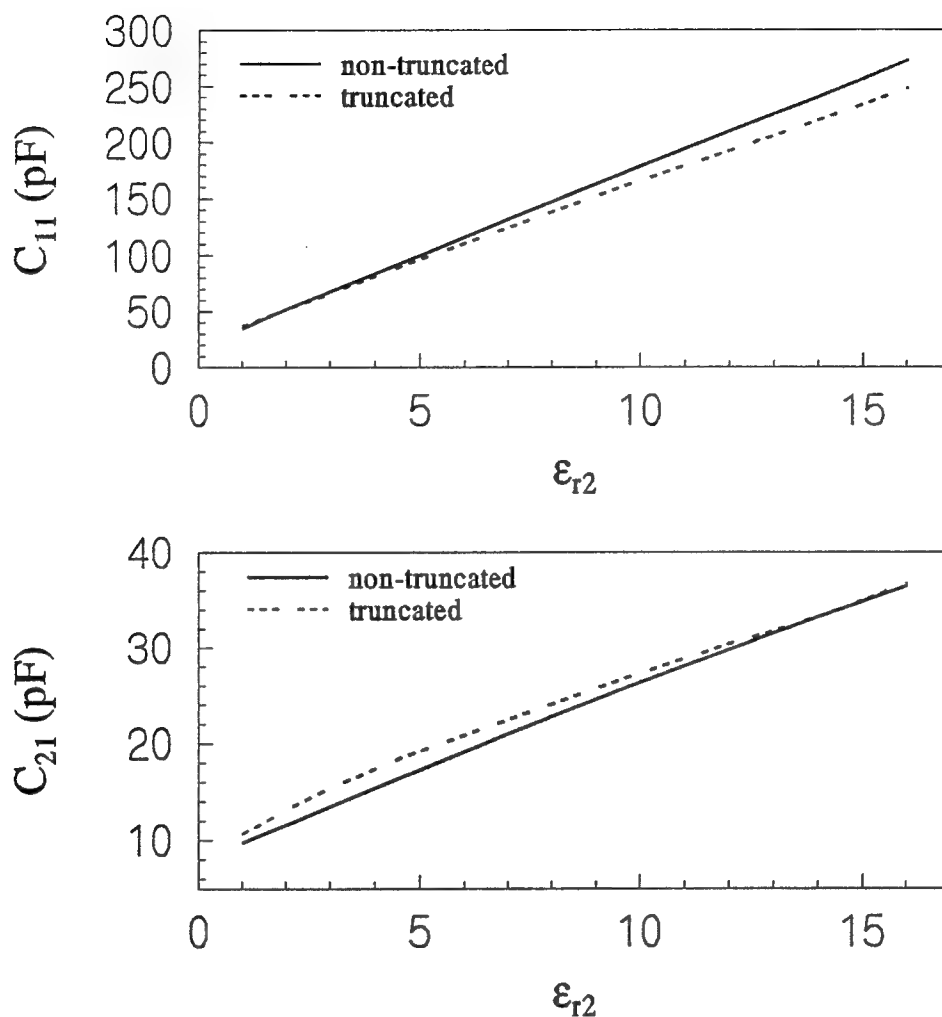 300
250
200
150
100
50
0
C₁₁ (pF)
non-truncated
truncated
0 5 10 15
εᵣ₂
40
30
20
10
C₂₁ (pF)
non-truncated
truncated
0 5 10 15
εᵣ₂